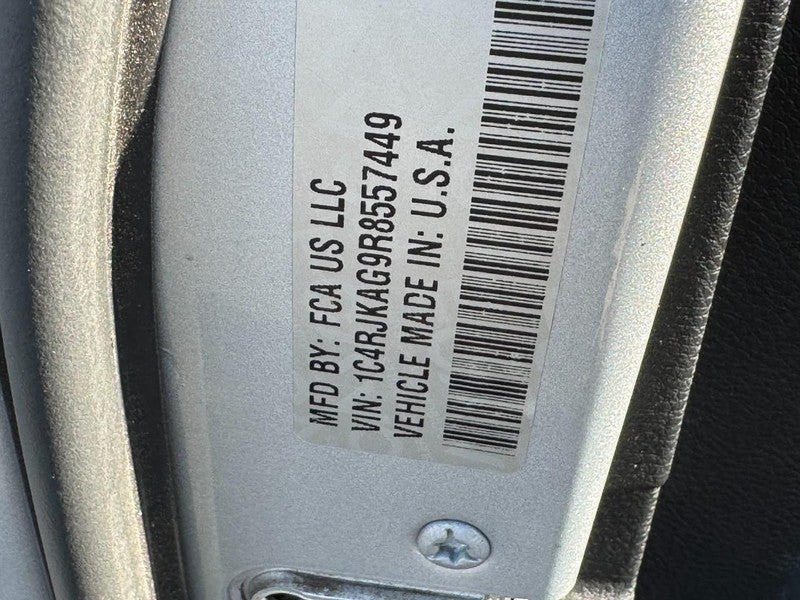 MFD BY: FCA US LLC
VIN: 1C4RJKAG9R8557449
VEHICLE MADE IN: U.S.A.